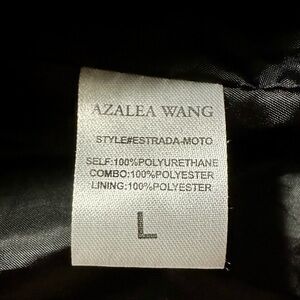 AZALEA WANG
STYLE#ESTRADA-MOTO
SELF:100%POLYURETHANE
COMBO:100%POLYESTER
LINING:100%POLYESTER
L